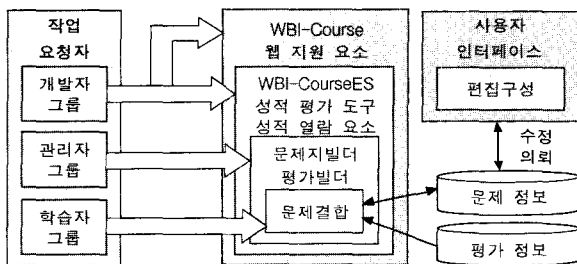 작업
요청자
개발자
그룹
관리자
그룹
학습자
그룹
WBI-Course
웹 지원 요소
WBI-CourseES
성적 평가 도구
성적 열람 요소
문제지빌더
평가빌더
문제결합
사용자
인터페이스
편집구성
수정
의뢰
문제 정보
평가 정보